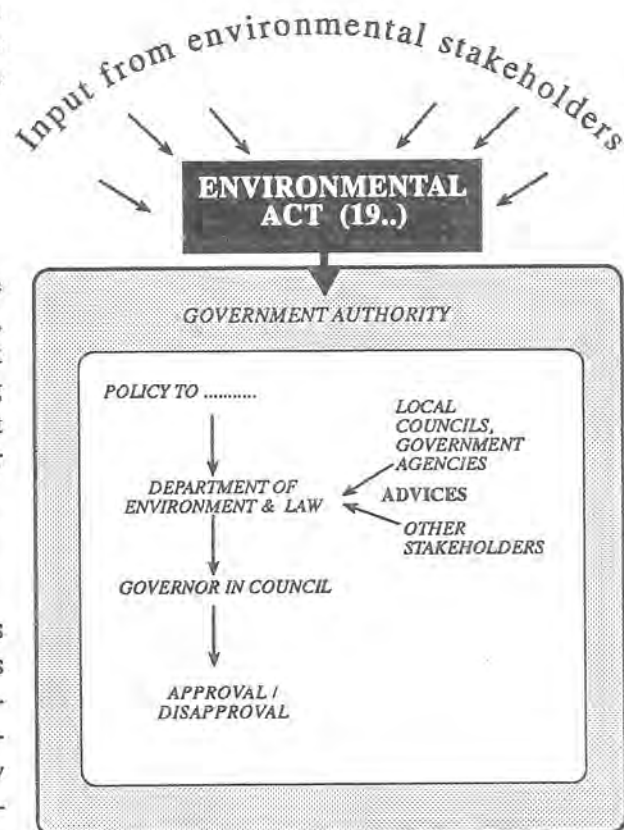 Input from environmental stakeholders
ENVIRONMENTAL
ACT (19..)
GOVERNMENT AUTHORITY
POLICY TO ...........
LOCAL
COUNCILS,
GOVERNMENT
AGENCIES
DEPARTMENT OF
ENVIRONMENT & LAW
ADVICES
OTHER
STAKEHOLDERS
GOVERNOR IN COUNCIL
APPROVAL /
DISAPPROVAL